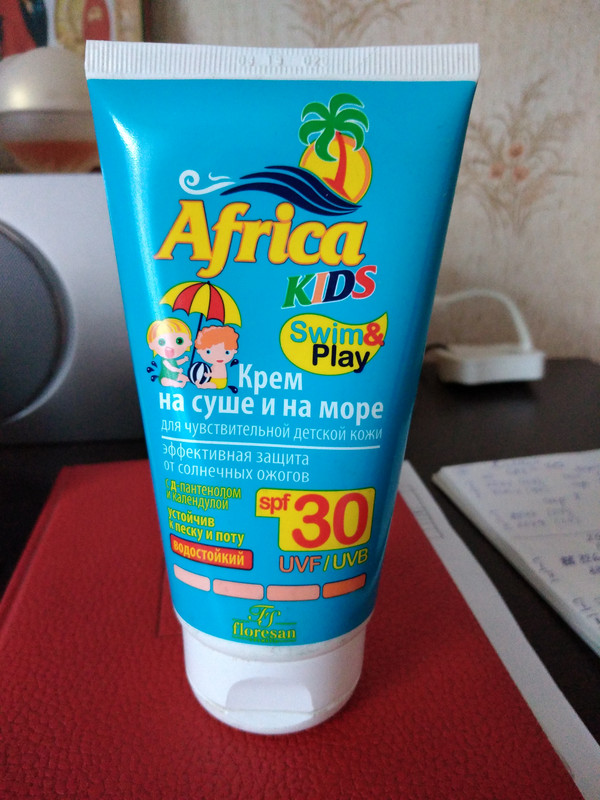 Africa
KIDS
Swim&
Play
Крем
на суше и на море
для чувствительной детской кожи
эффективная защита
от солнечных ожогов
с д-пантенолом
и календулой
устойчив
к песку и поту
водостойкий
spf 30
UVF/UVB
floresan